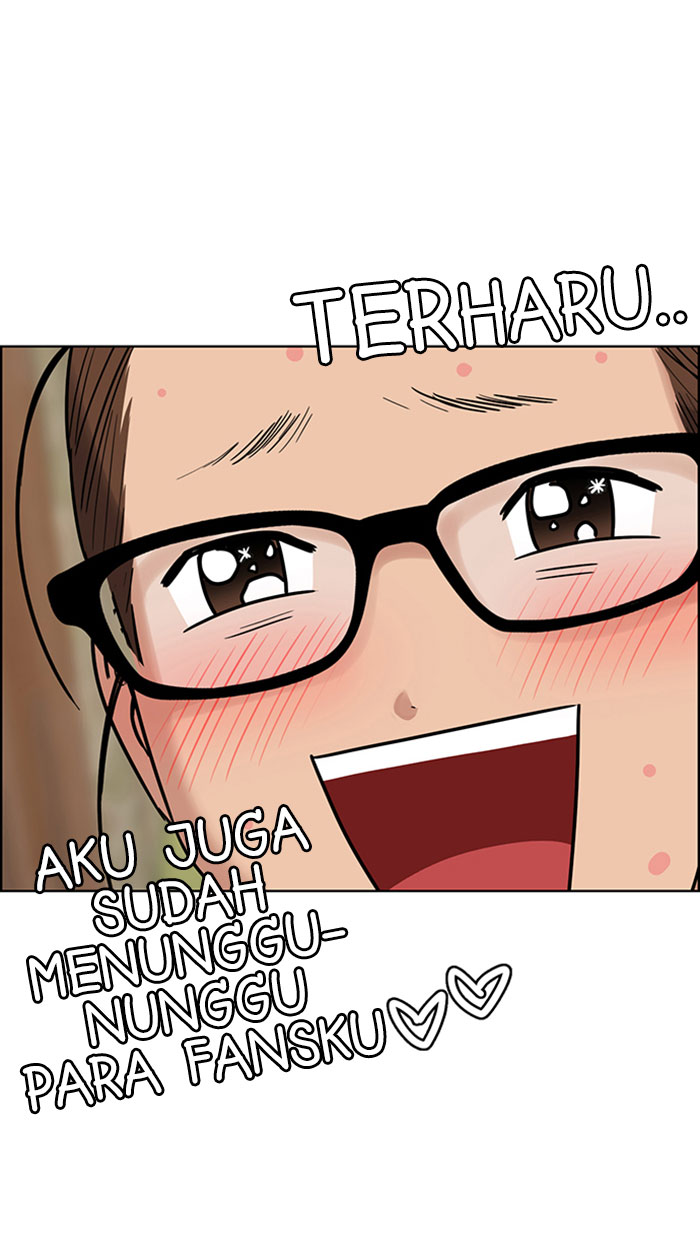 TERHARU..
AKU JUGA
SUDAH
MENUNGGU-
NUNGGU
PARA FANSKU♡♡